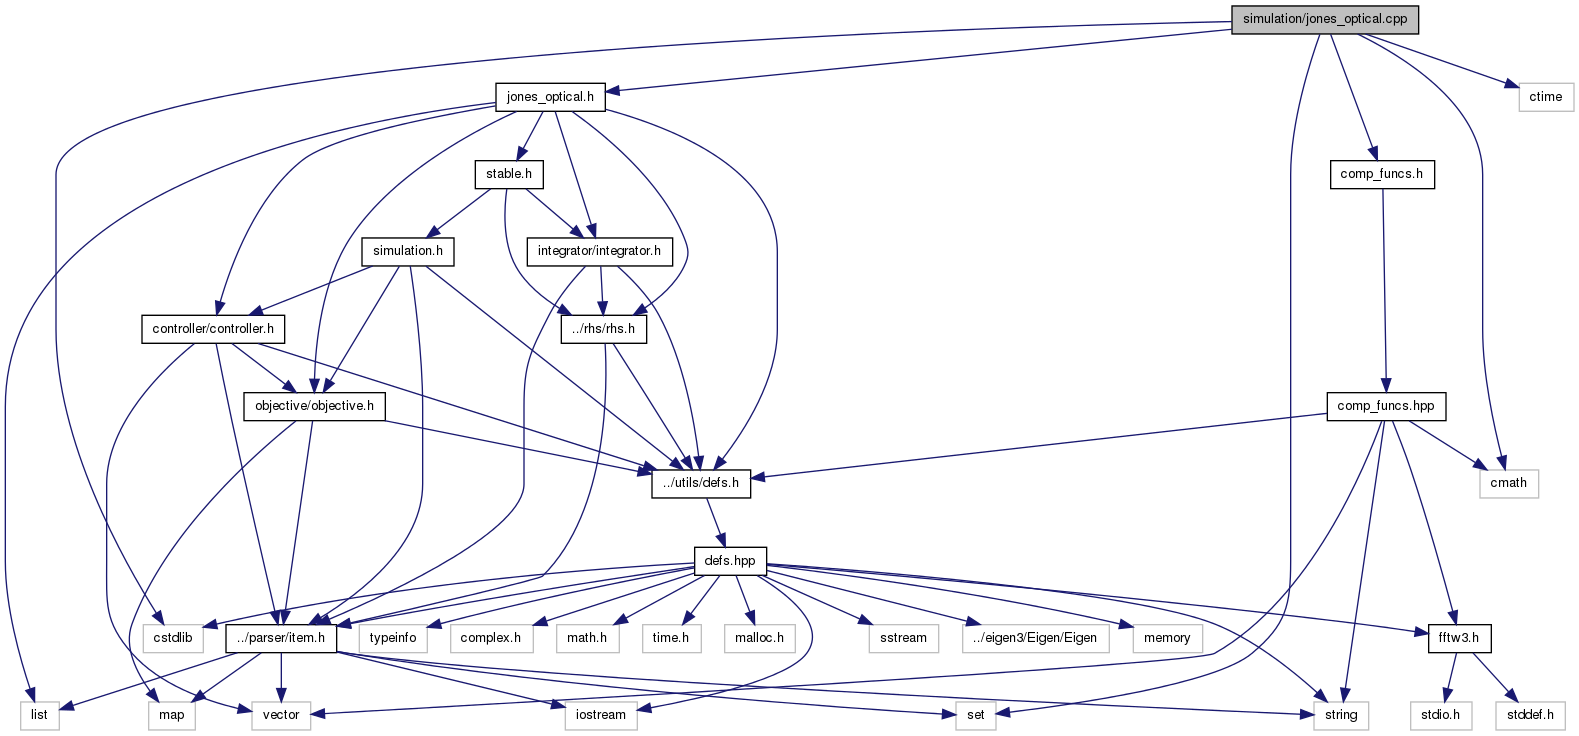 simulation/jones_optical.cpp
jones_optical.h
ctime
stable.h
comp_funcs.h
simulation.h
integrator/integrator.h
controller/controller.h
../rhs/rhs.h
objective/objective.h
comp_funcs.hpp
../utils/defs.h
cmath
defs.hpp
cstdlib
../parser/item.h
typeinfo
complex.h
math.h
time.h
malloc.h
sstream
../eigen3/Eigen/Eigen
memory
fftw3.h
list
map
vector
iostream
set
string
stdio.h
stddef.h